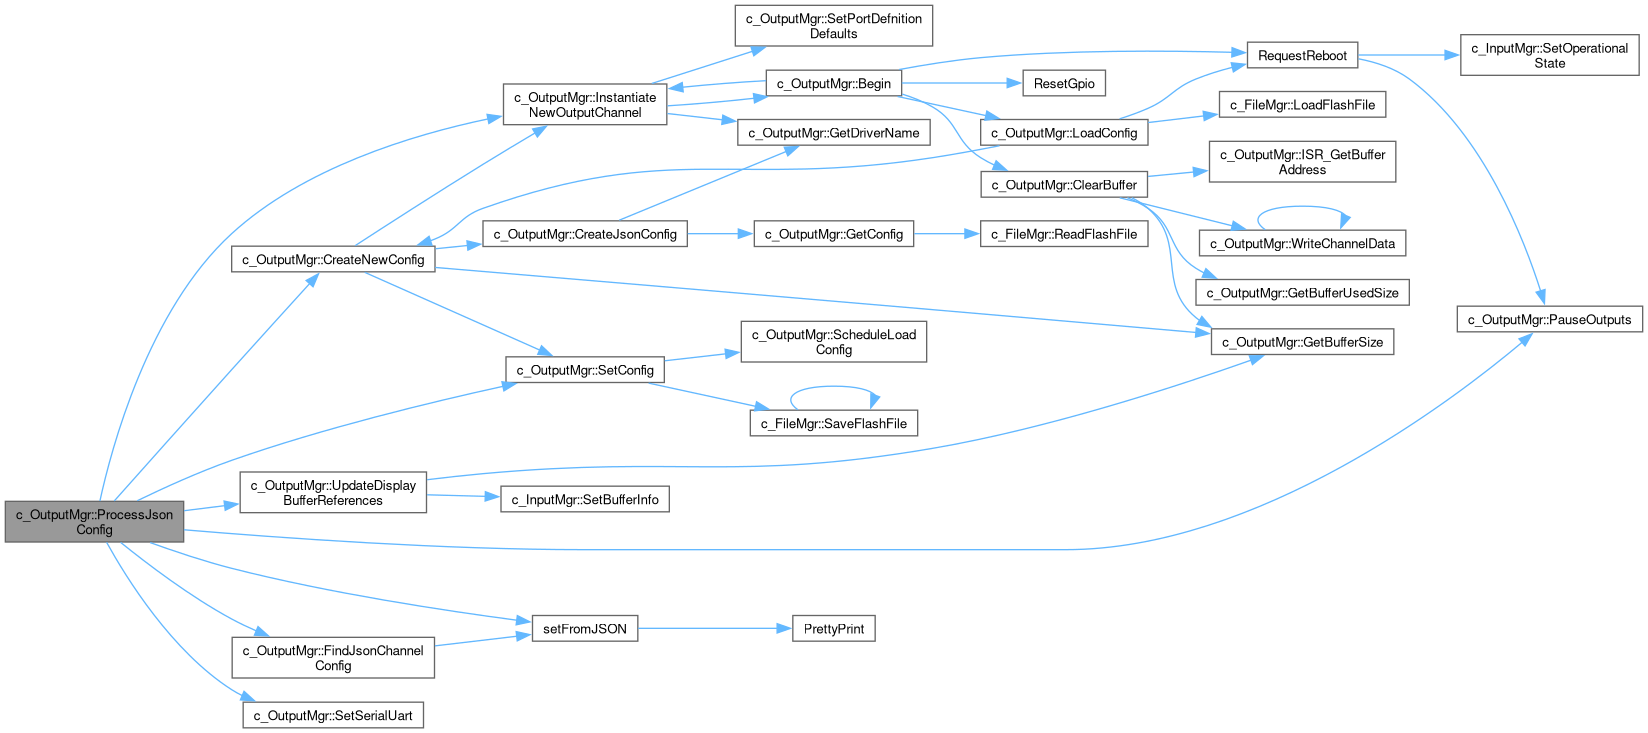 c_OutputMgr::SetPortDefnition
Defaults
c_OutputMgr::Instantiate
NewOutputChannel
c_OutputMgr::Begin
RequestReboot
c_InputMgr::SetOperational
State
ResetGpio
c_OutputMgr::GetDriverName
c_OutputMgr::LoadConfig
c_FileMgr::LoadFlashFile
c_OutputMgr::ISR_GetBuffer
Address
c_OutputMgr::ClearBuffer
c_OutputMgr::CreateNewConfig
c_OutputMgr::CreateJsonConfig
c_OutputMgr::GetConfig
c_FileMgr::ReadFlashFile
c_OutputMgr::WriteChannelData
c_OutputMgr::GetBufferUsedSize
c_OutputMgr::PauseOutputs
c_OutputMgr::GetBufferSize
c_OutputMgr::ScheduleLoad
Config
c_OutputMgr::SetConfig
c_FileMgr::SaveFlashFile
c_OutputMgr::UpdateDisplay
BufferReferences
c_InputMgr::SetBufferInfo
c_OutputMgr::ProcessJson
Config
setFromJSON
PrettyPrint
c_OutputMgr::FindJsonChannel
Config
c_OutputMgr::SetSerialUart